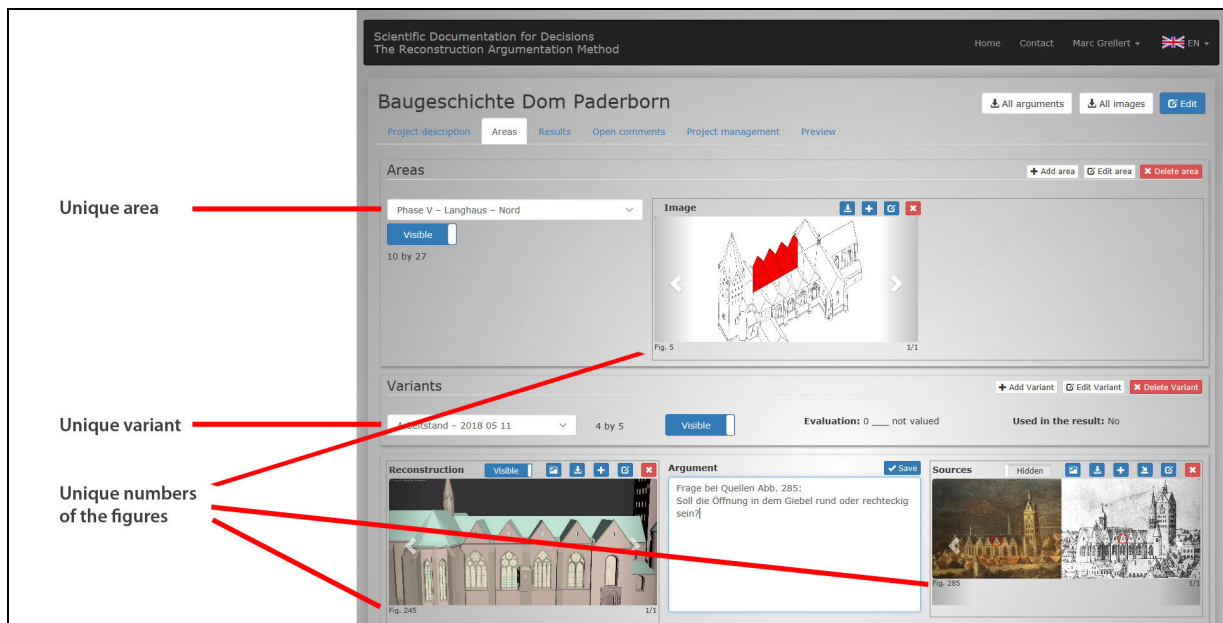 Scientific Documentation for Decisions
The Reconstruction Argumentation Method
Home Contact Marc Grellert EN
Baugeschichte Dom Paderborn
All arguments All images Edit
Project description Areas Results Open comments Project management Preview
Areas
Add area Edit area Delete area
Unique area
Phase V – Langhaus – Nord
Image
Visible
10 by 27
Fig. 5 1/1
Variants
Add Variant Edit Variant Delete Variant
Unique variant
Arbeitstand – 2018 05 11
4 by 5
Visible
Evaluation: 0 ___ not valued
Used in the result: No
Unique numbers
of the figures
Reconstruction Visible
Argument Save
Sources Hidden
Frage bei Quellen Abb. 285:
Soll die Öffnung in dem Giebel rund oder rechteckig
sein?
Fig. 245 1/1
Fig. 285 1/1